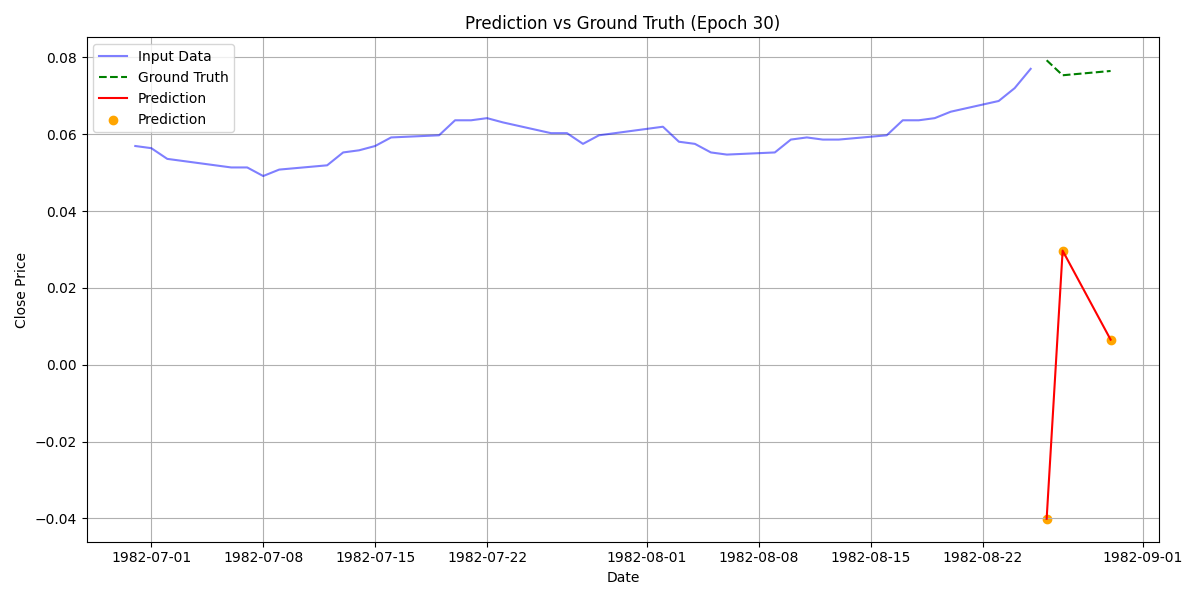 Prediction vs Ground Truth (Epoch 30)
Input Data
Ground Truth
Prediction
Prediction
Close Price
0.08
0.06
0.04
0.02
0.00
−0.02
−0.04
1982-07-01 1982-07-08 1982-07-15 1982-07-22 1982-08-01 1982-08-08 1982-08-15 1982-08-22 1982-09-01
Date